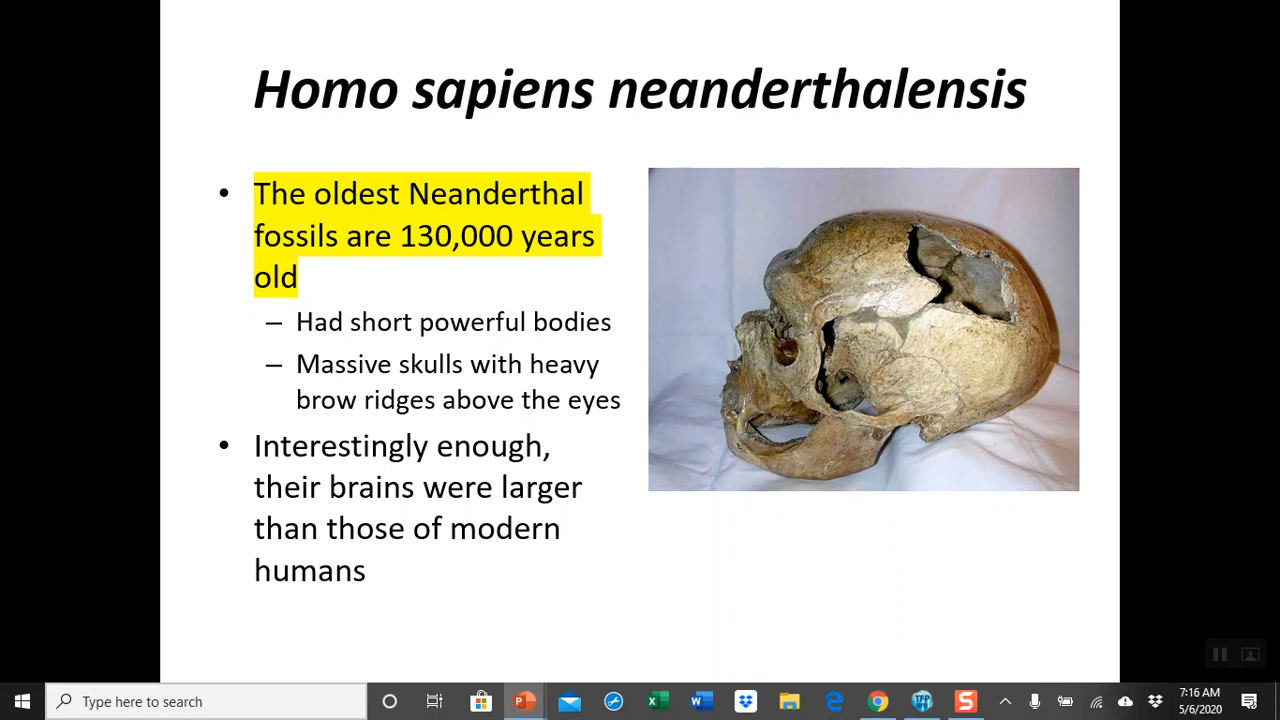 Homo sapiens neanderthalensis
• The oldest Neanderthal
fossils are 130,000 years
old
– Had short powerful bodies
– Massive skulls with heavy
brow ridges above the eyes
• Interestingly enough,
their brains were larger
than those of modern
humans
Type here to search
7:16 AM
5/6/2020